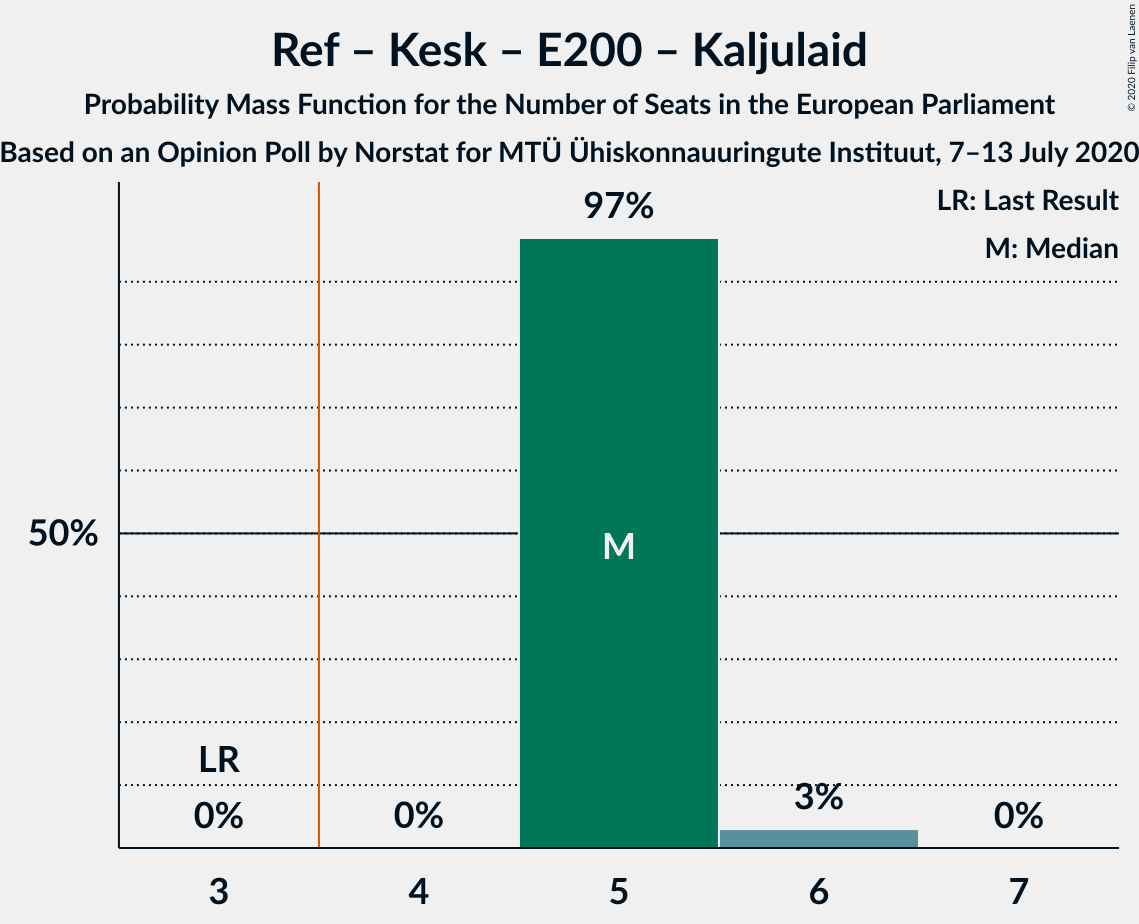 Ref – Kesk – E200 – Kaljulaid
Probability Mass Function for the Number of Seats in the European Parliament
Based on an Opinion Poll by Norstat for MTÜ Ühiskonnauuringute Instituut, 7–13 July 2020
© 2020 Filip van Laenen
LR: Last Result
M: Median
97%
50%
M
LR
0%
0%
3%
0%
3
4
5
6
7